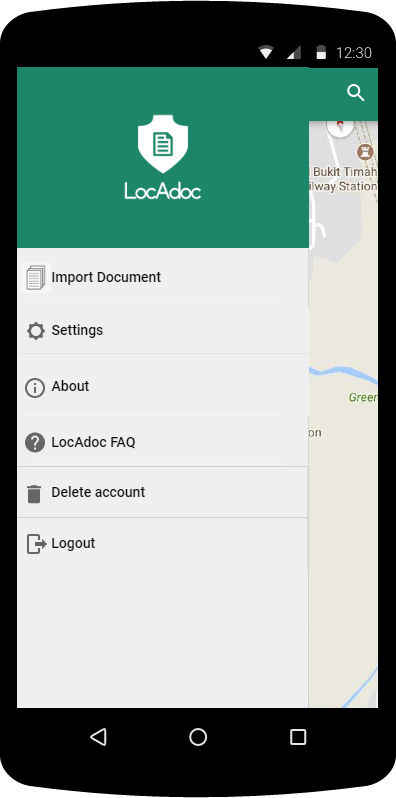 12:30
LocAdoc
Bukit Timah
ilway Station
Import Document
Settings
About
Green
LocAdoc FAQ
on
Delete account
Logout